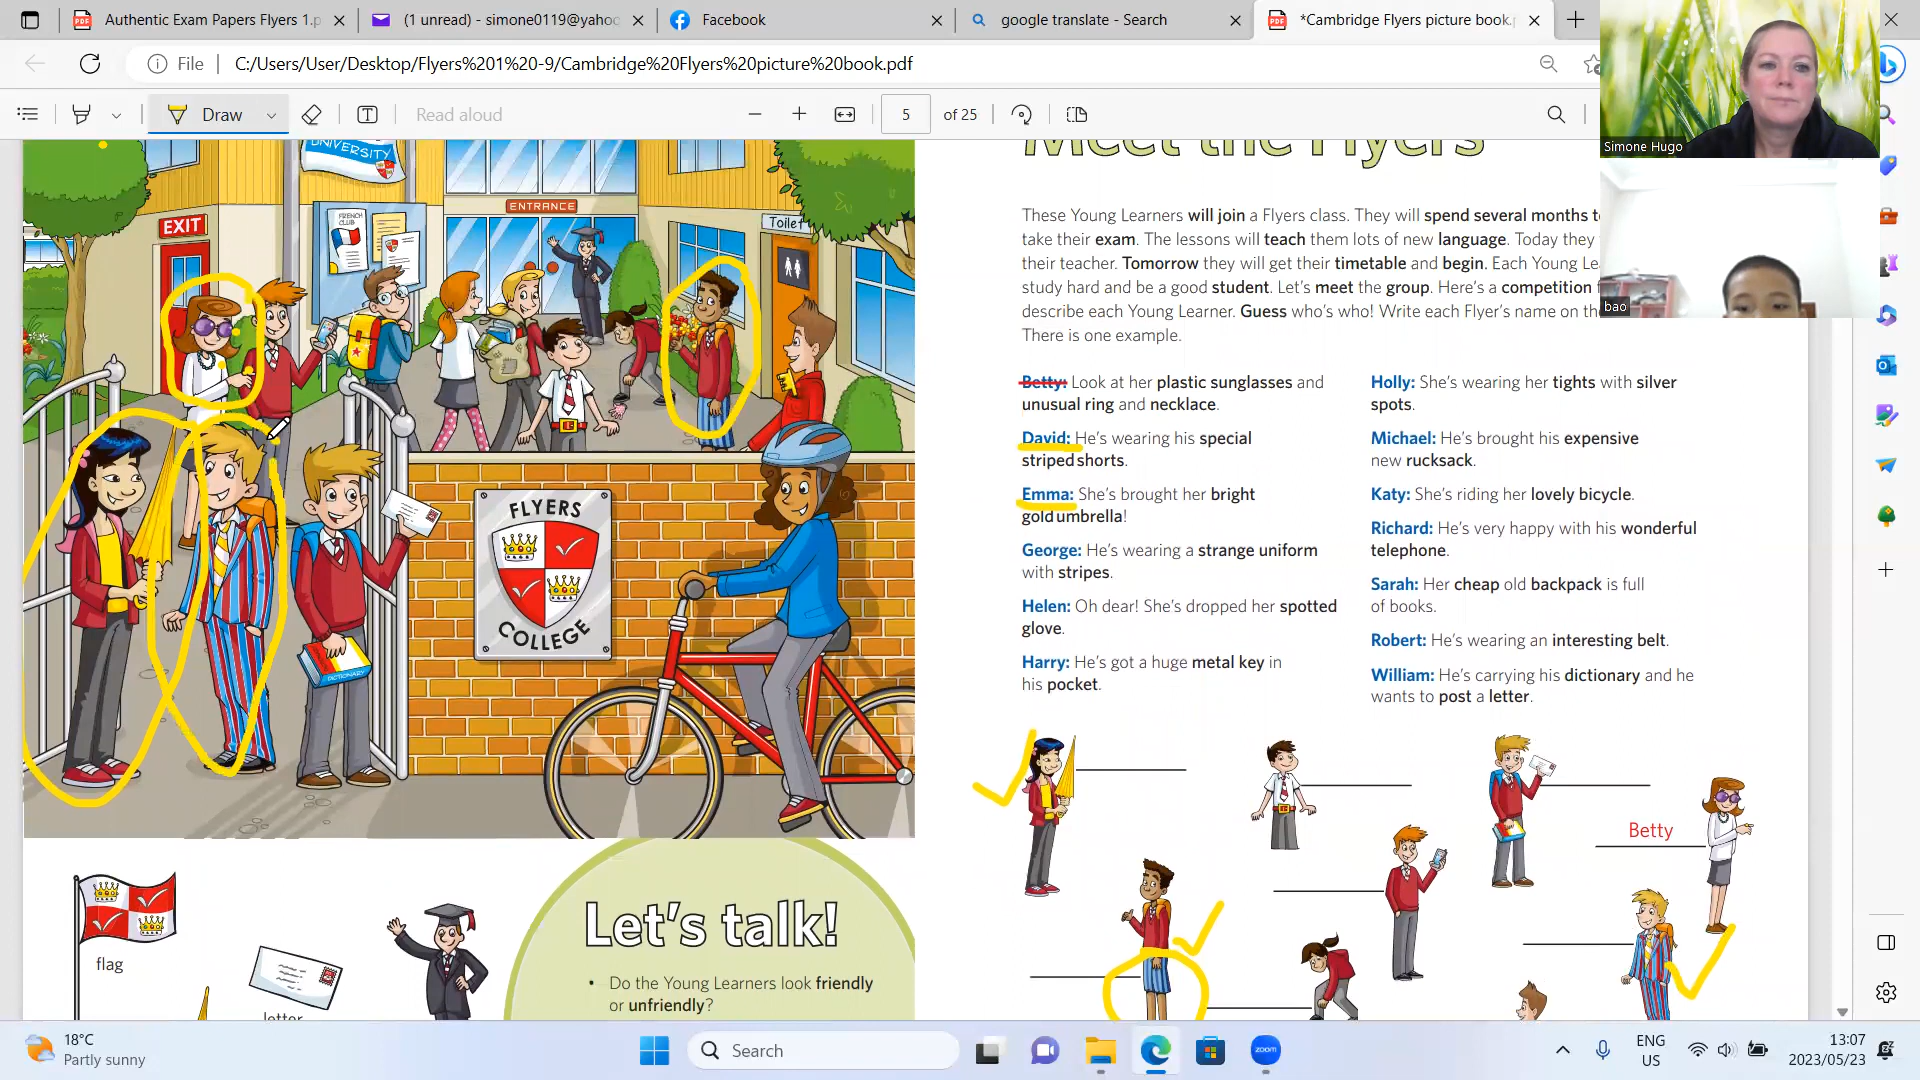 Authentic Exam Papers Flyers 1.p
(1 unread) - simone0119@yahoo
Facebook
google translate - Search
*Cambridge Flyers picture book.p
File
C:/Users/User/Desktop/Flyers%201%20-9/Cambridge%20Flyers%20picture%20book.pdf
Draw
Read aloud
5
of 25
Simone Hugo
bao
UNIVERSITY
EXIT
FRENCH
CLUB
ENTRANCE
Toilet
FLYERS
COLLEGE
DICTIONARY
Meet the Flyers
These Young Learners will join a Flyers class. They will spend several months t
take their exam. The lessons will teach them lots of new language. Today they
their teacher. Tomorrow they will get their timetable and begin. Each Young Le
study hard and be a good student. Let's meet the group. Here's a competition
describe each Young Learner. Guess who's who! Write each Flyer's name on th
There is one example.
Betty: Look at her plastic sunglasses and
unusual ring and necklace.
David: He's wearing his special
striped shorts.
Emma: She's brought her bright
gold umbrella!
George: He's wearing a strange uniform
with stripes.
Helen: Oh dear! She's dropped her spotted
glove.
Harry: He's got a huge metal key in
his pocket.
Holly: She's wearing her tights with silver
spots.
Michael: He's brought his expensive
new rucksack.
Katy: She's riding her lovely bicycle.
Richard: He's very happy with his wonderful
telephone.
Sarah: Her cheap old backpack is full
of books.
Robert: He's wearing an interesting belt.
William: He's carrying his dictionary and he
wants to post a letter.
Betty
flag
letter
Let's talk!
• Do the Young Learners look friendly
or unfriendly?
18°C
Partly sunny
Search
zoom
ENG
US
13:07
2023/05/23